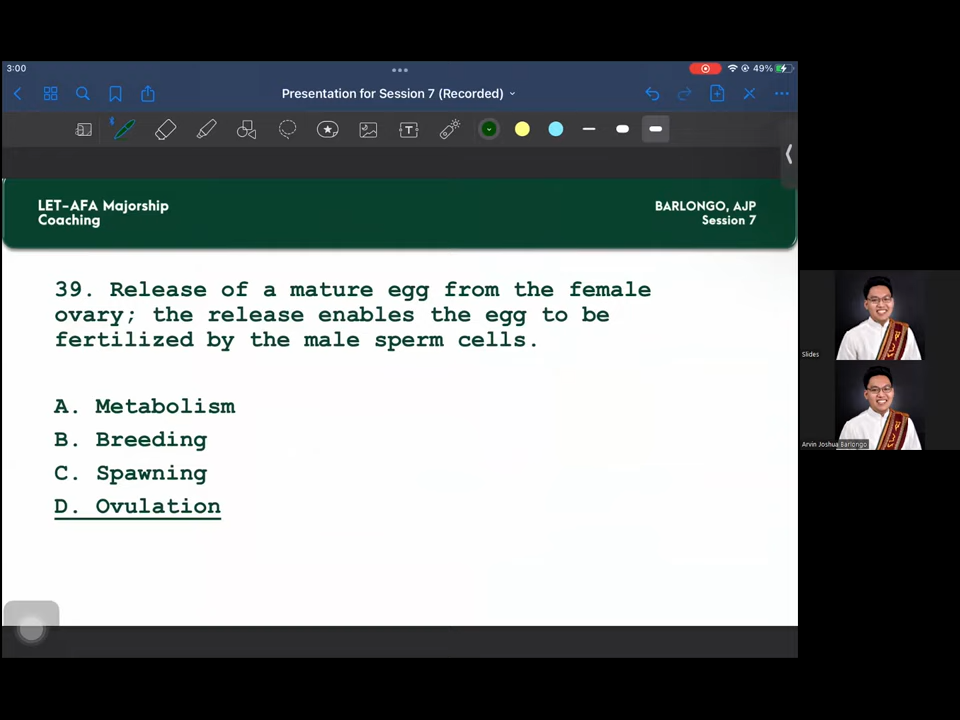 3:00
49%
Presentation for Session 7 (Recorded)
T
LET-AFA Majorship
Coaching
BARLONGO, AJP
Session 7
39. Release of a mature egg from the female
ovary; the release enables the egg to be
fertilized by the male sperm cells.
A. Metabolism
B. Breeding
C. Spawning
D. Ovulation
Slides
Arvin Joshua Barlongo